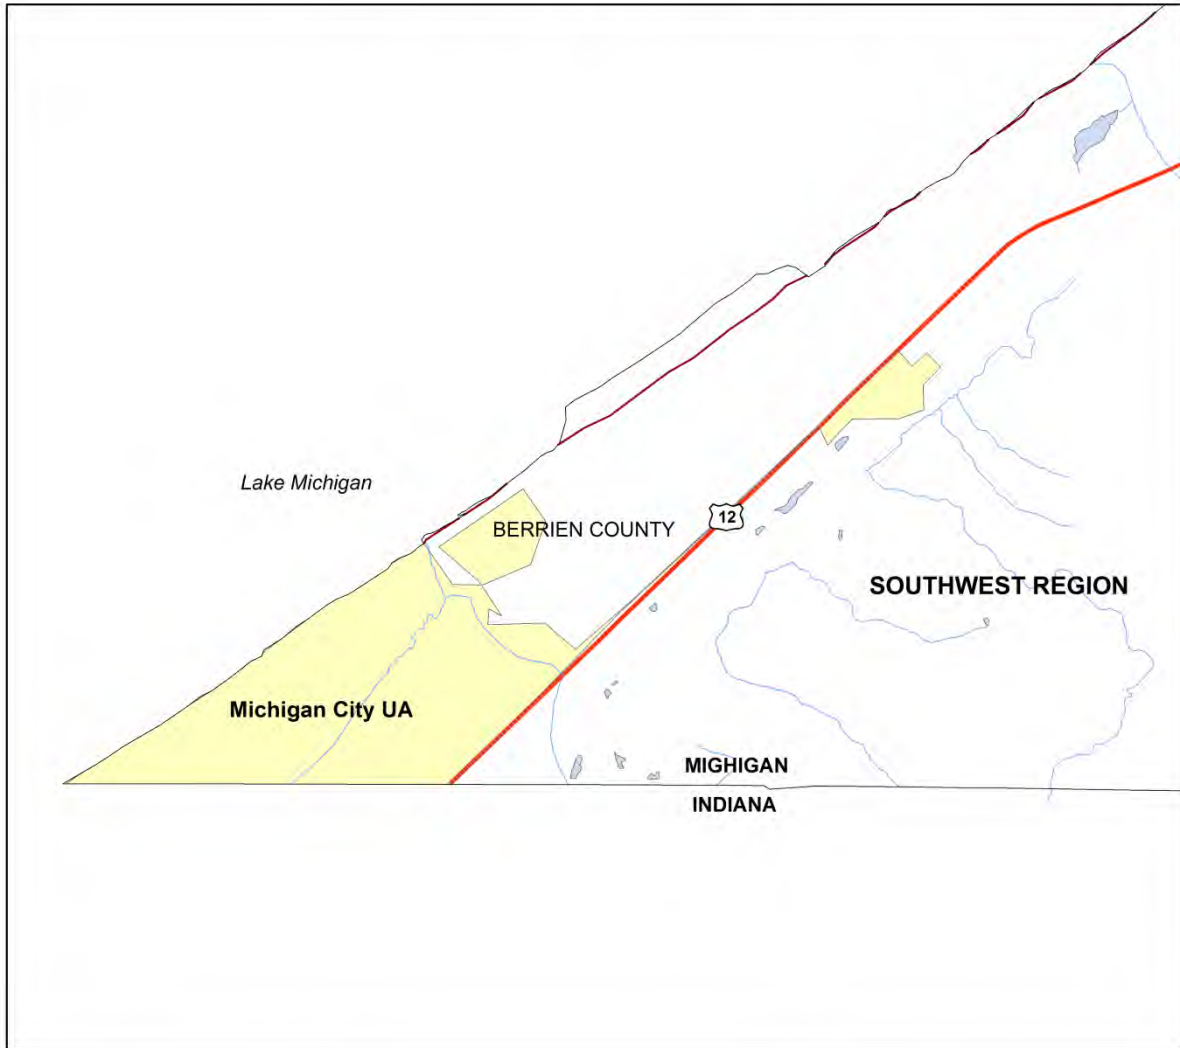 Lake Michigan
BERRIEN COUNTY
12
SOUTHWEST REGION
Michigan City UA
MIGHIGAN
INDIANA